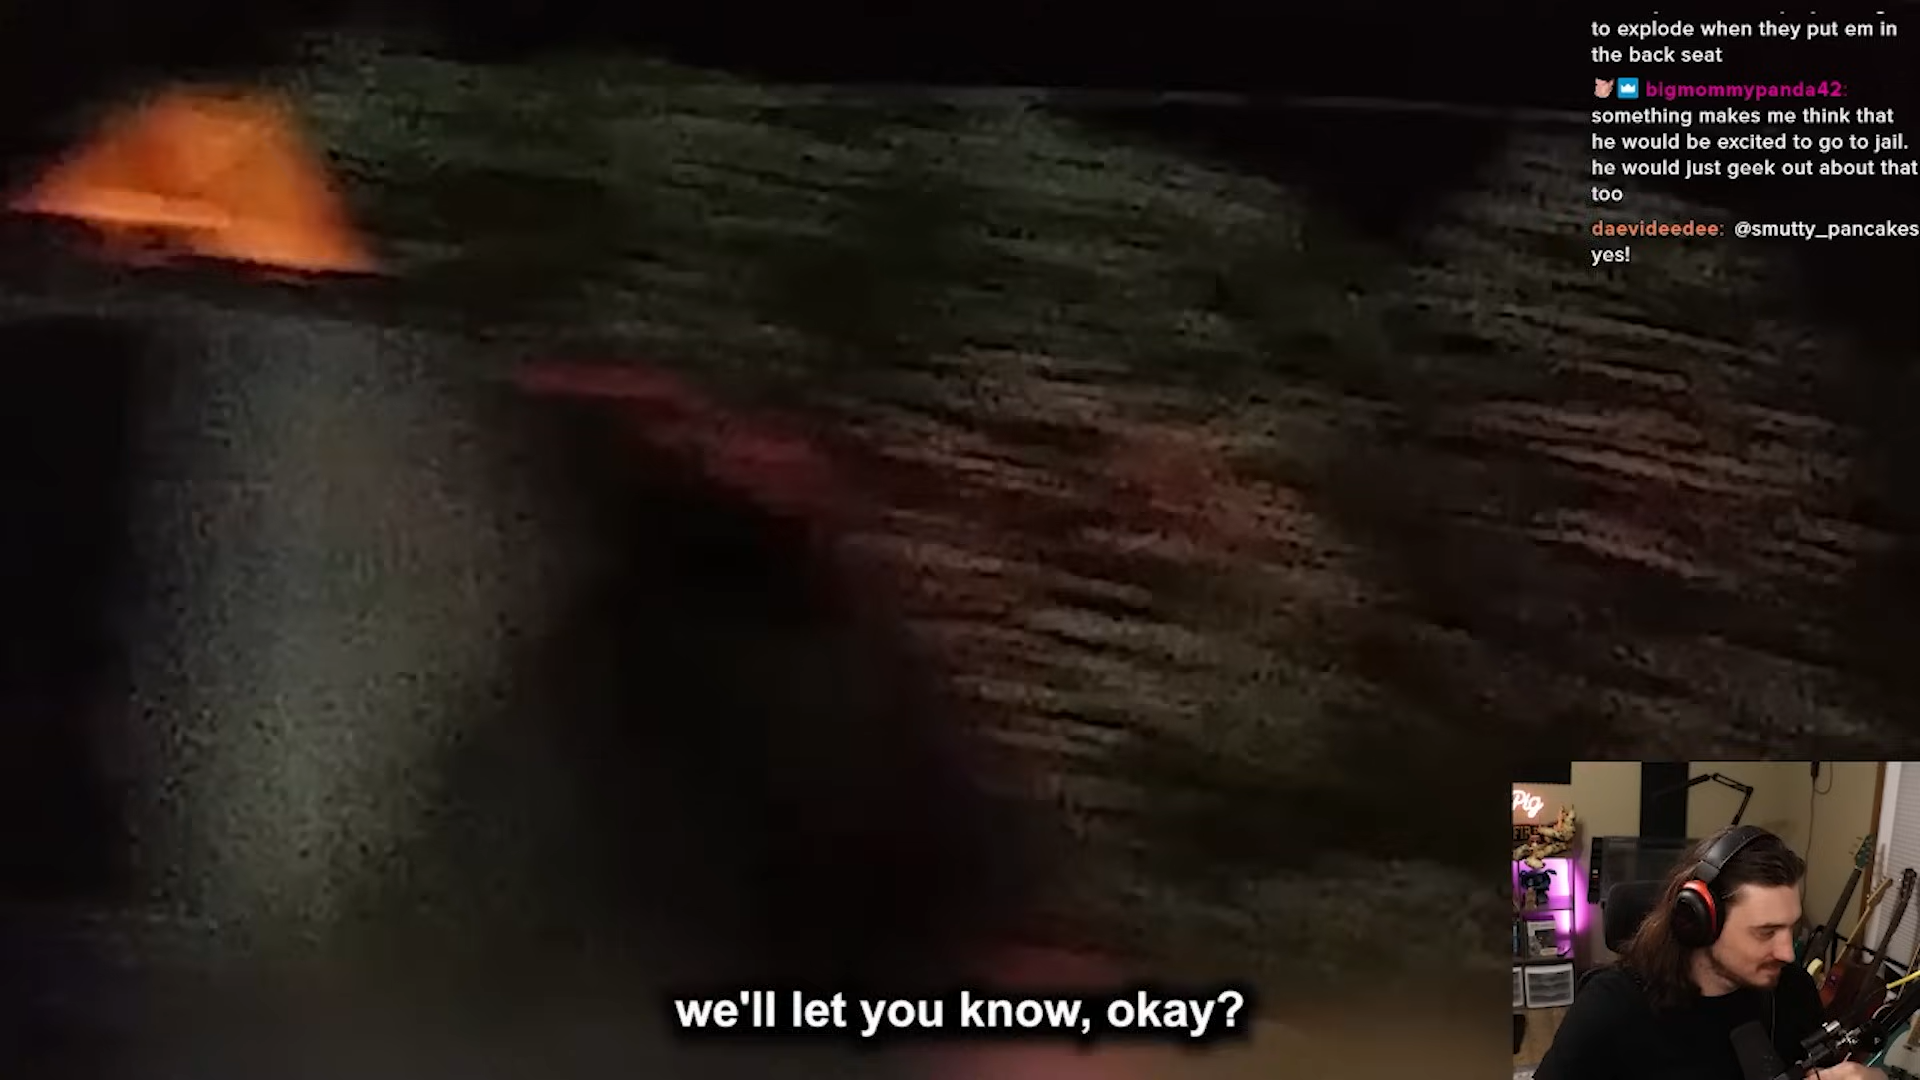 to explode when they put em in
the back seat
bigmommypanda42:
something makes me think that
he would be excited to go to jail.
he would just geek out about that
too
daevideedee: @smutty_pancakes
yes!
Pig
we'll let you know, okay?